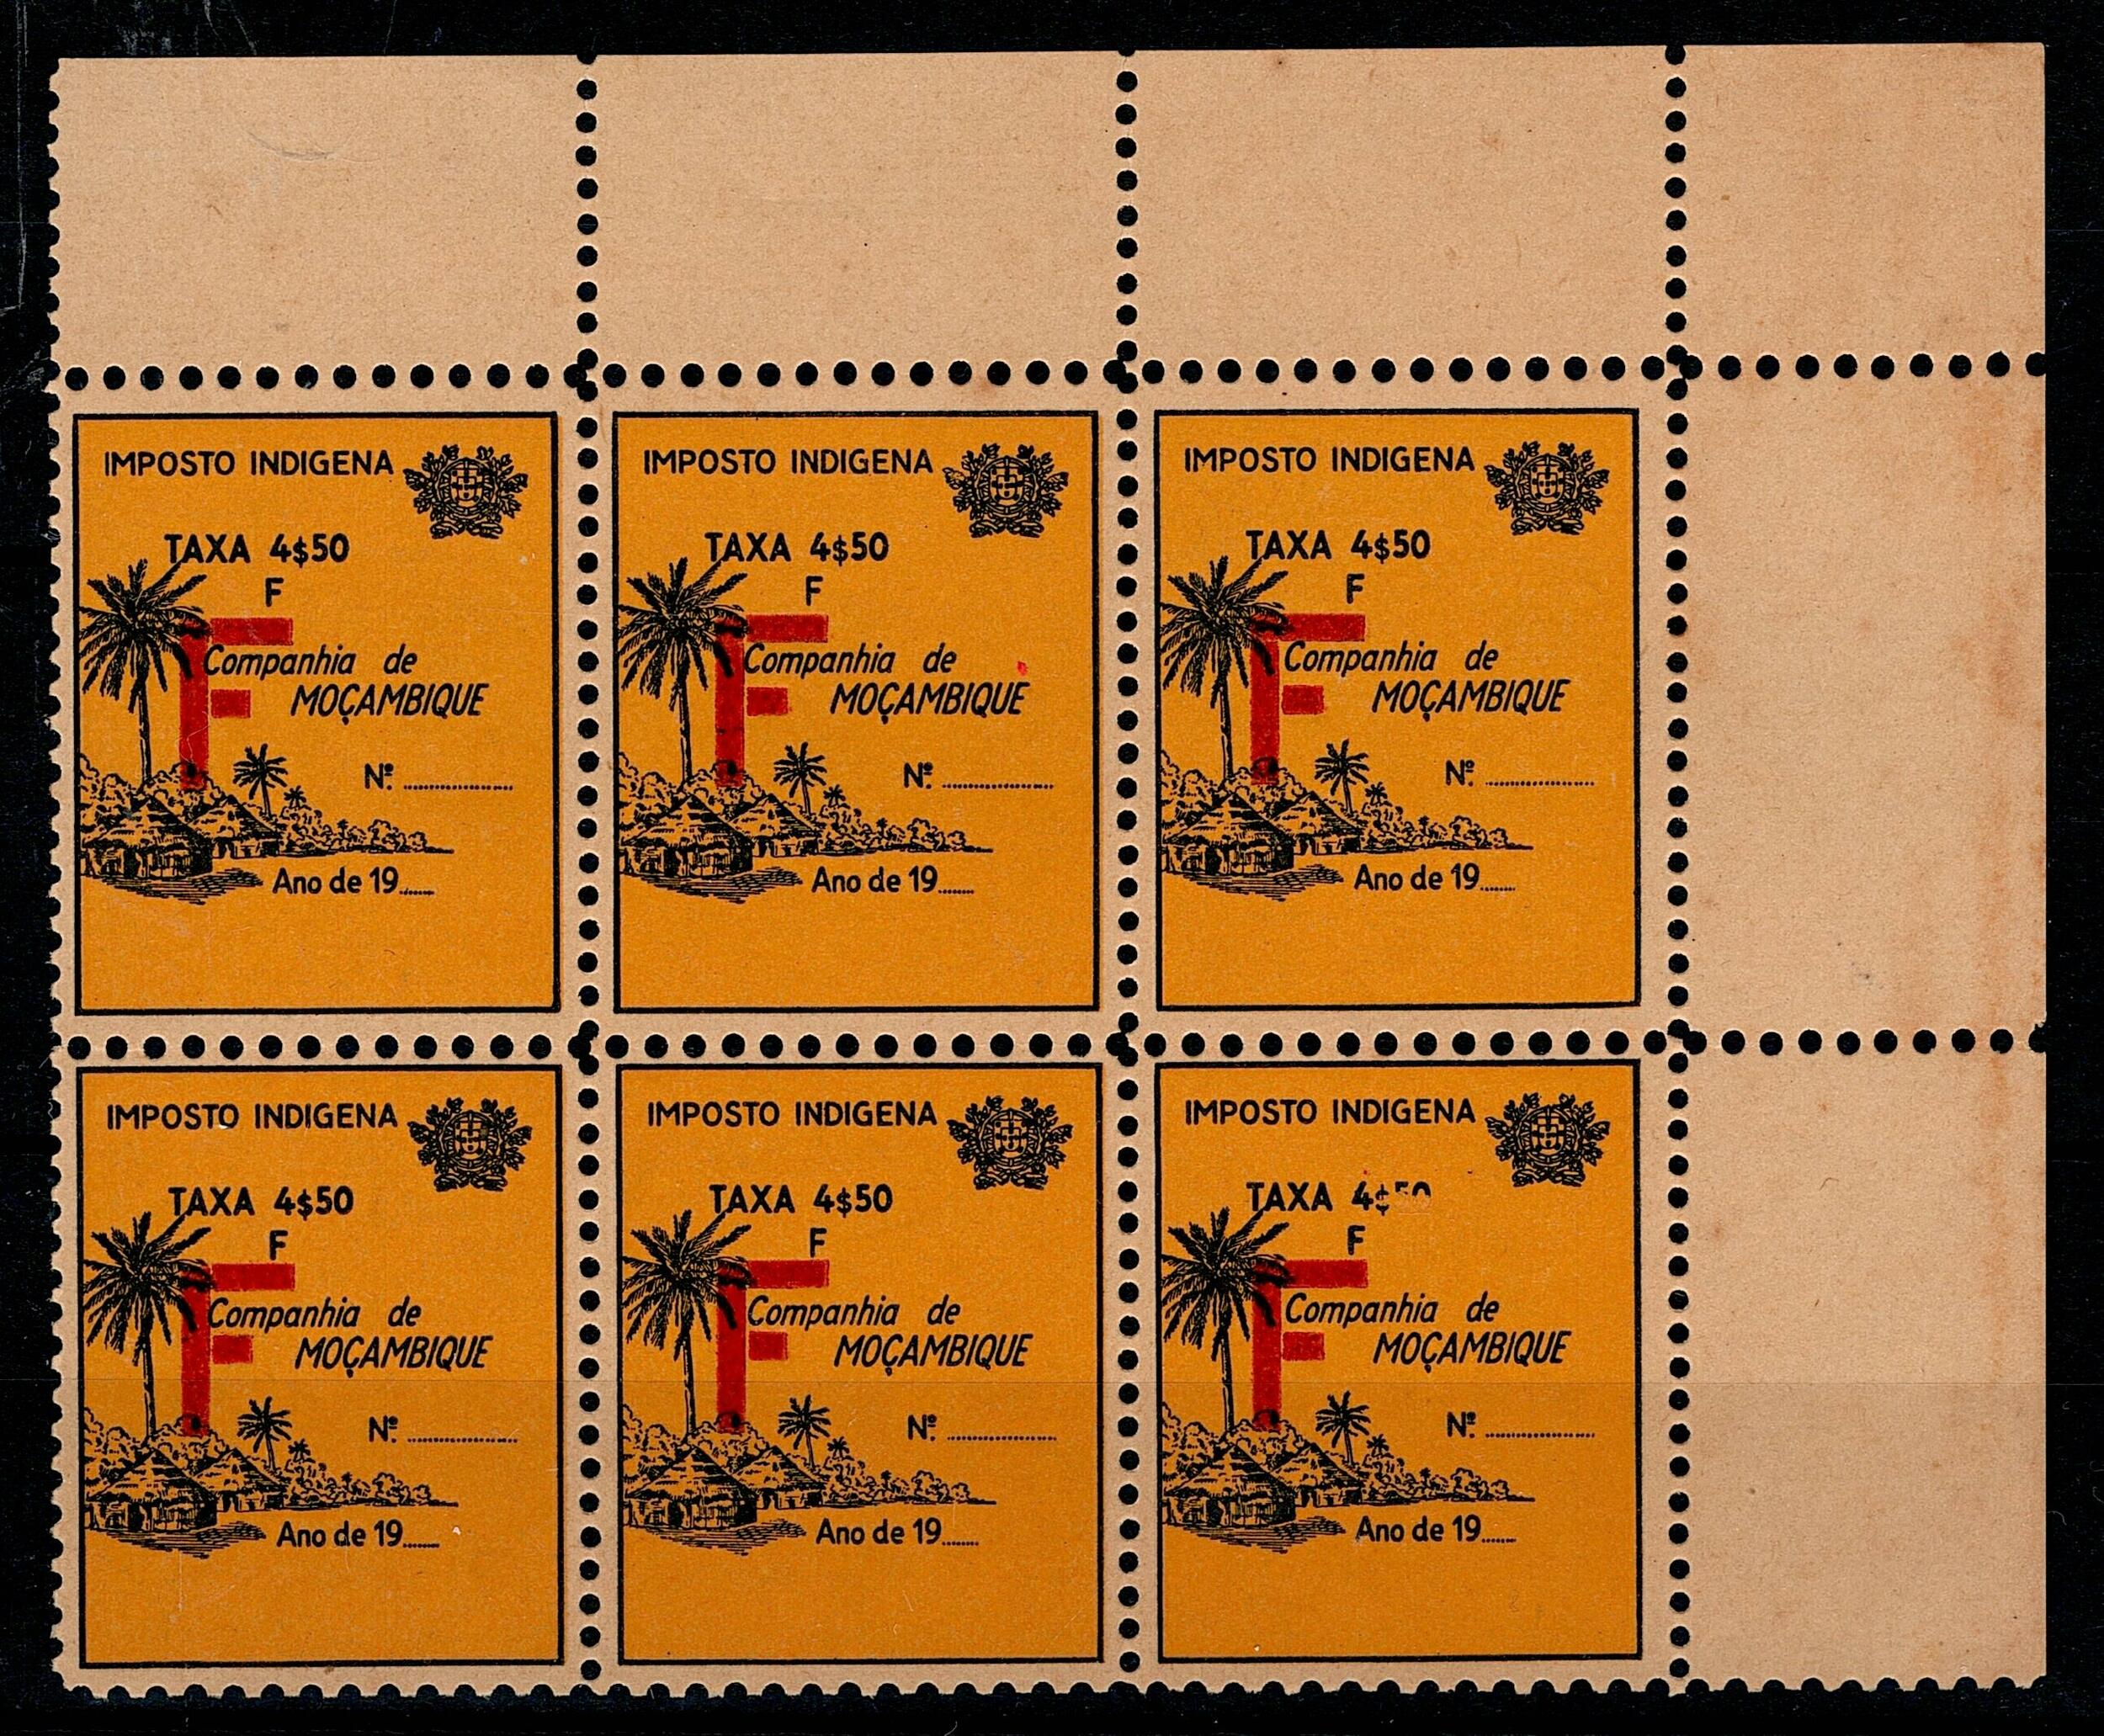 IMPOSTO INDIGENA
TAXA 4$50
F
F
Companhia de
MOÇAMBIQUE
Nº. ..................
Ano de 19......
IMPOSTO INDIGENA
TAXA 4$50
F
F
Companhia de
MOÇAMBIQUE
Nº. ..................
Ano de 19......
IMPOSTO INDIGENA
TAXA 4$50
F
F
Companhia de
MOÇAMBIQUE
Nº. ..................
Ano de 19......
IMPOSTO INDIGENA
TAXA 4$50
F
F
Companhia de
MOÇAMBIQUE
Nº. ..................
Ano de 19......
IMPOSTO INDIGENA
TAXA 4$50
F
F
Companhia de
MOÇAMBIQUE
Nº. ..................
Ano de 19......
IMPOSTO INDIGENA
TAXA 4$50
F
F
Companhia de
MOÇAMBIQUE
Nº. ..................
Ano de 19......